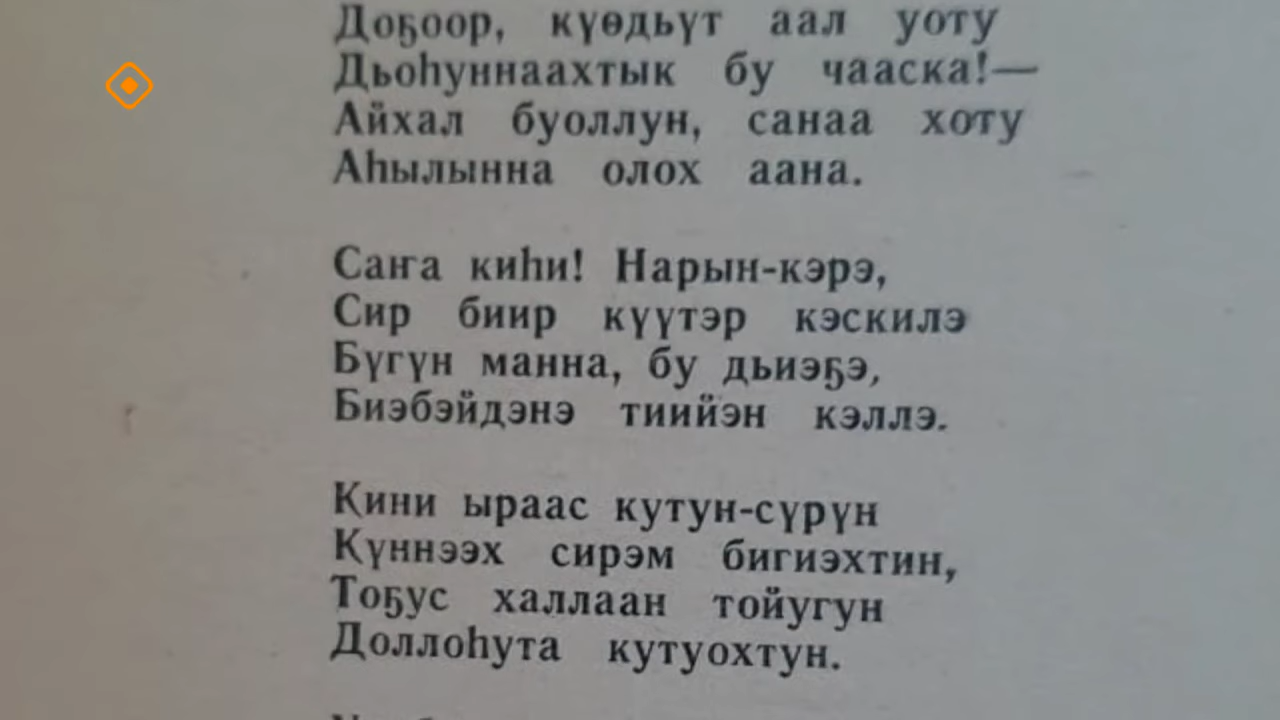 Доҕоор, күөдьүт аал уоту
Дьоһуннаахтык бу чааска!—
Айхал буоллун, санаа хоту
Аһылынна олох аана.
Саҥа киһи! Нарын-кэрэ,
Сир биир күүтэр кэскилэ
Бүгүн манна, бу дьиэҕэ,
Биэбэйдэнэ тиийэн кэллэ.
Кини ыраас кутун-сүрүн
Күннээх сирэм бигиэхтин,
Тоҕус халлаан тойугун
Доллоһута кутуохтун.